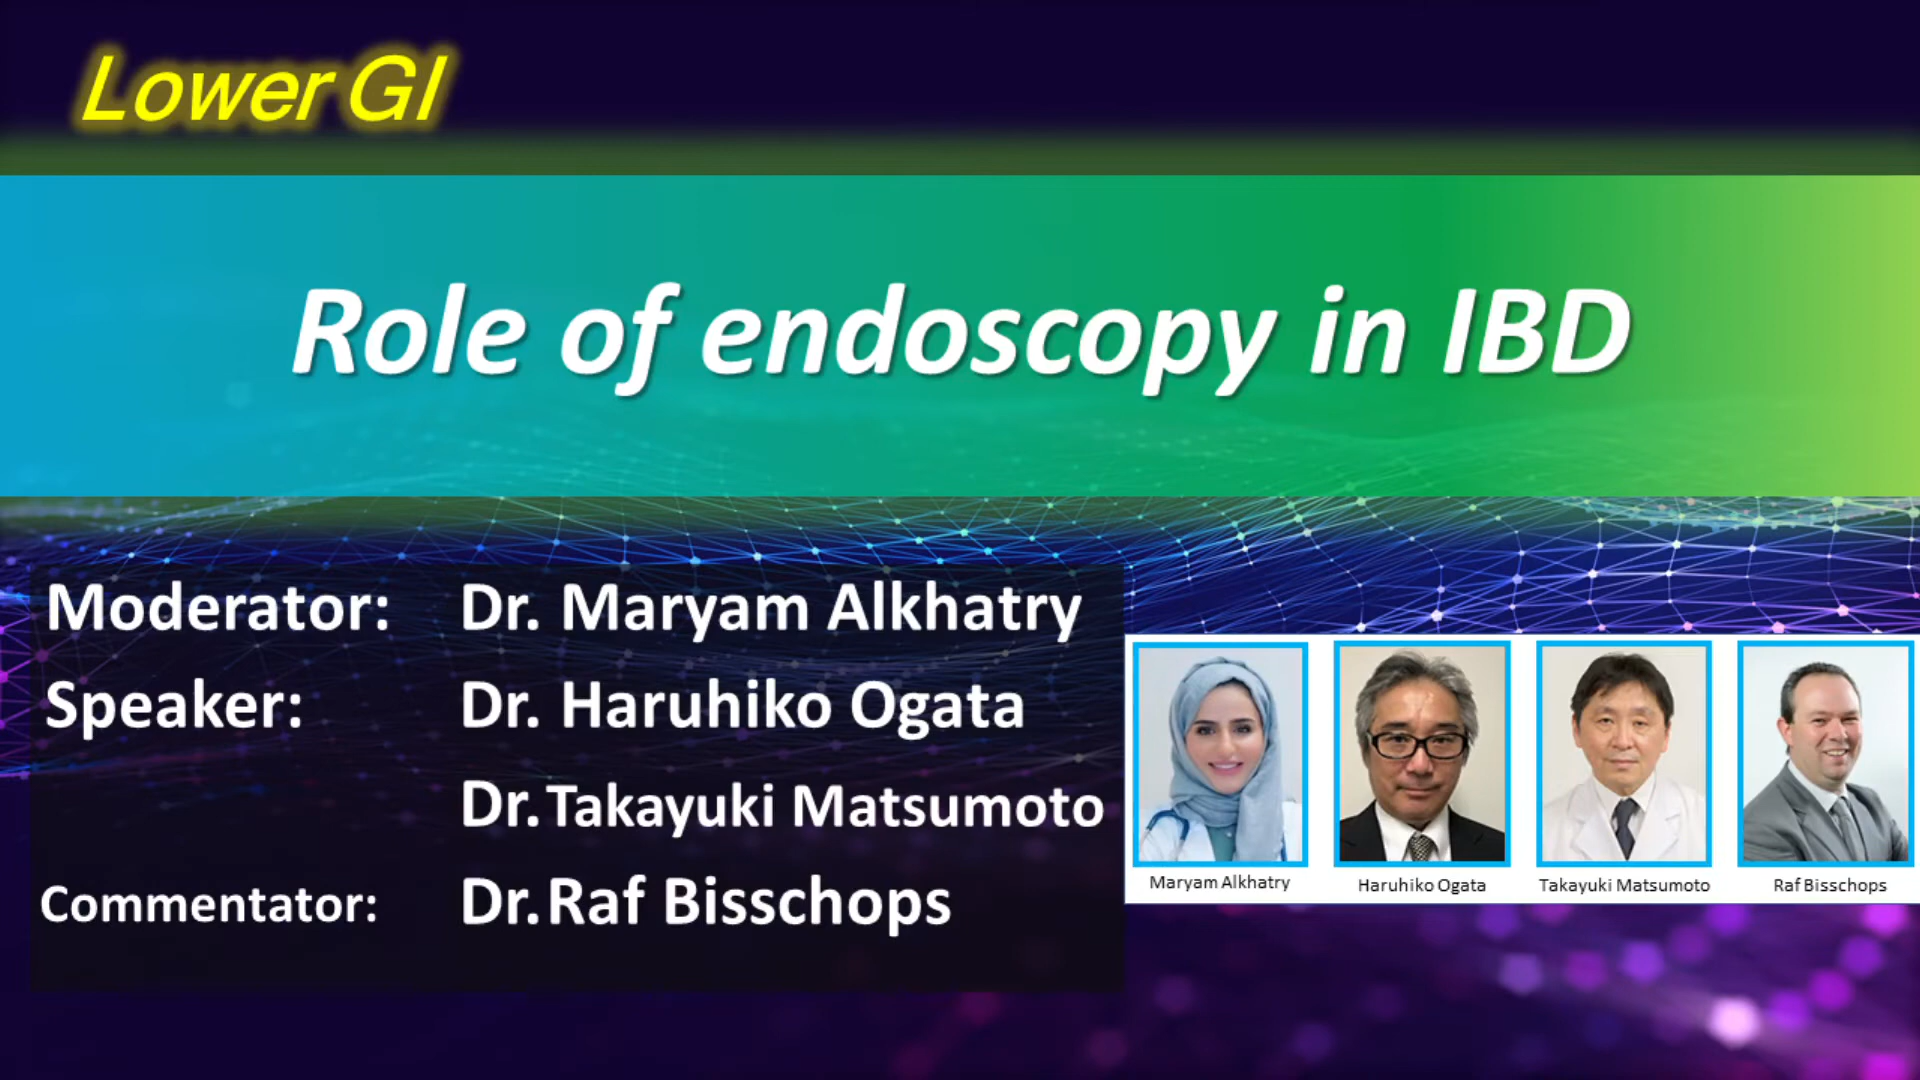 Lower GI
Role of endoscopy in IBD
Moderator: Dr. Maryam Alkhatry
Speaker: Dr. Haruhiko Ogata
Dr. Takayuki Matsumoto
Commentator: Dr. Raf Bisschops
Maryam Alkhatry Haruhiko Ogata Takayuki Matsumoto Raf Bisschops